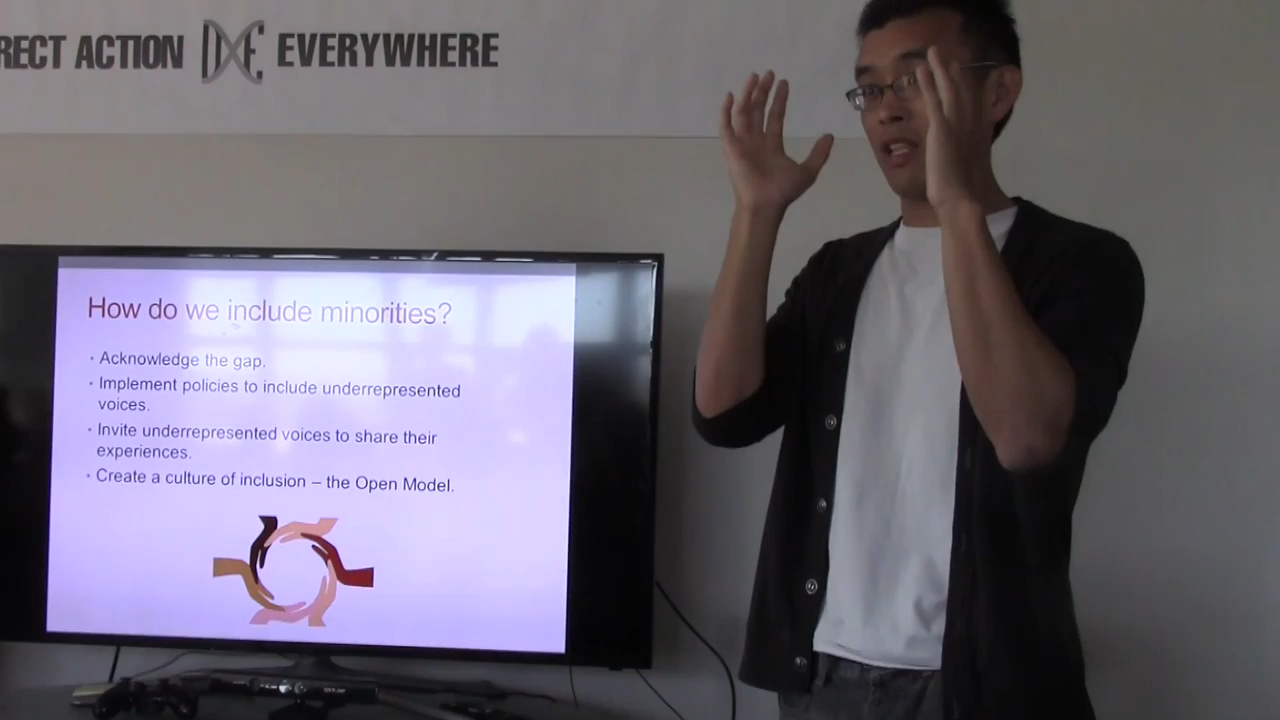 RECT ACTION DXE EVERYWHERE
How do we include minorities?
• Acknowledge the gap.
• Implement policies to include underrepresented
voices.
• Invite underrepresented voices to share their
experiences.
• Create a culture of inclusion – the Open Model.